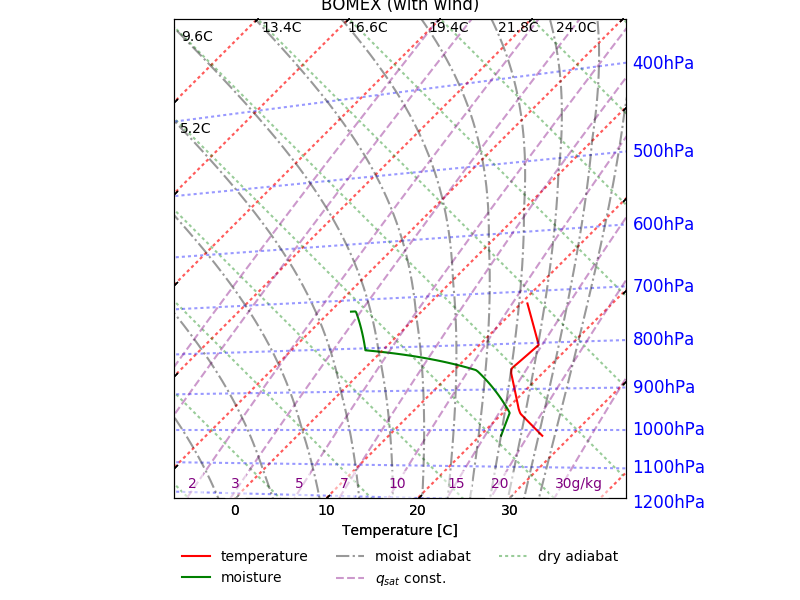 BOMEX (with wind)
9.6C 13.4C 16.6C 19.4C 21.8C 24.0C
400hPa
5.2C
500hPa
600hPa
700hPa
800hPa
900hPa
1000hPa
1100hPa
2 3 5 7 10 15 20 30g/kg
1200hPa
0 10 20 30
Temperature [C]
temperature moist adiabat dry adiabat
moisture qsat const.